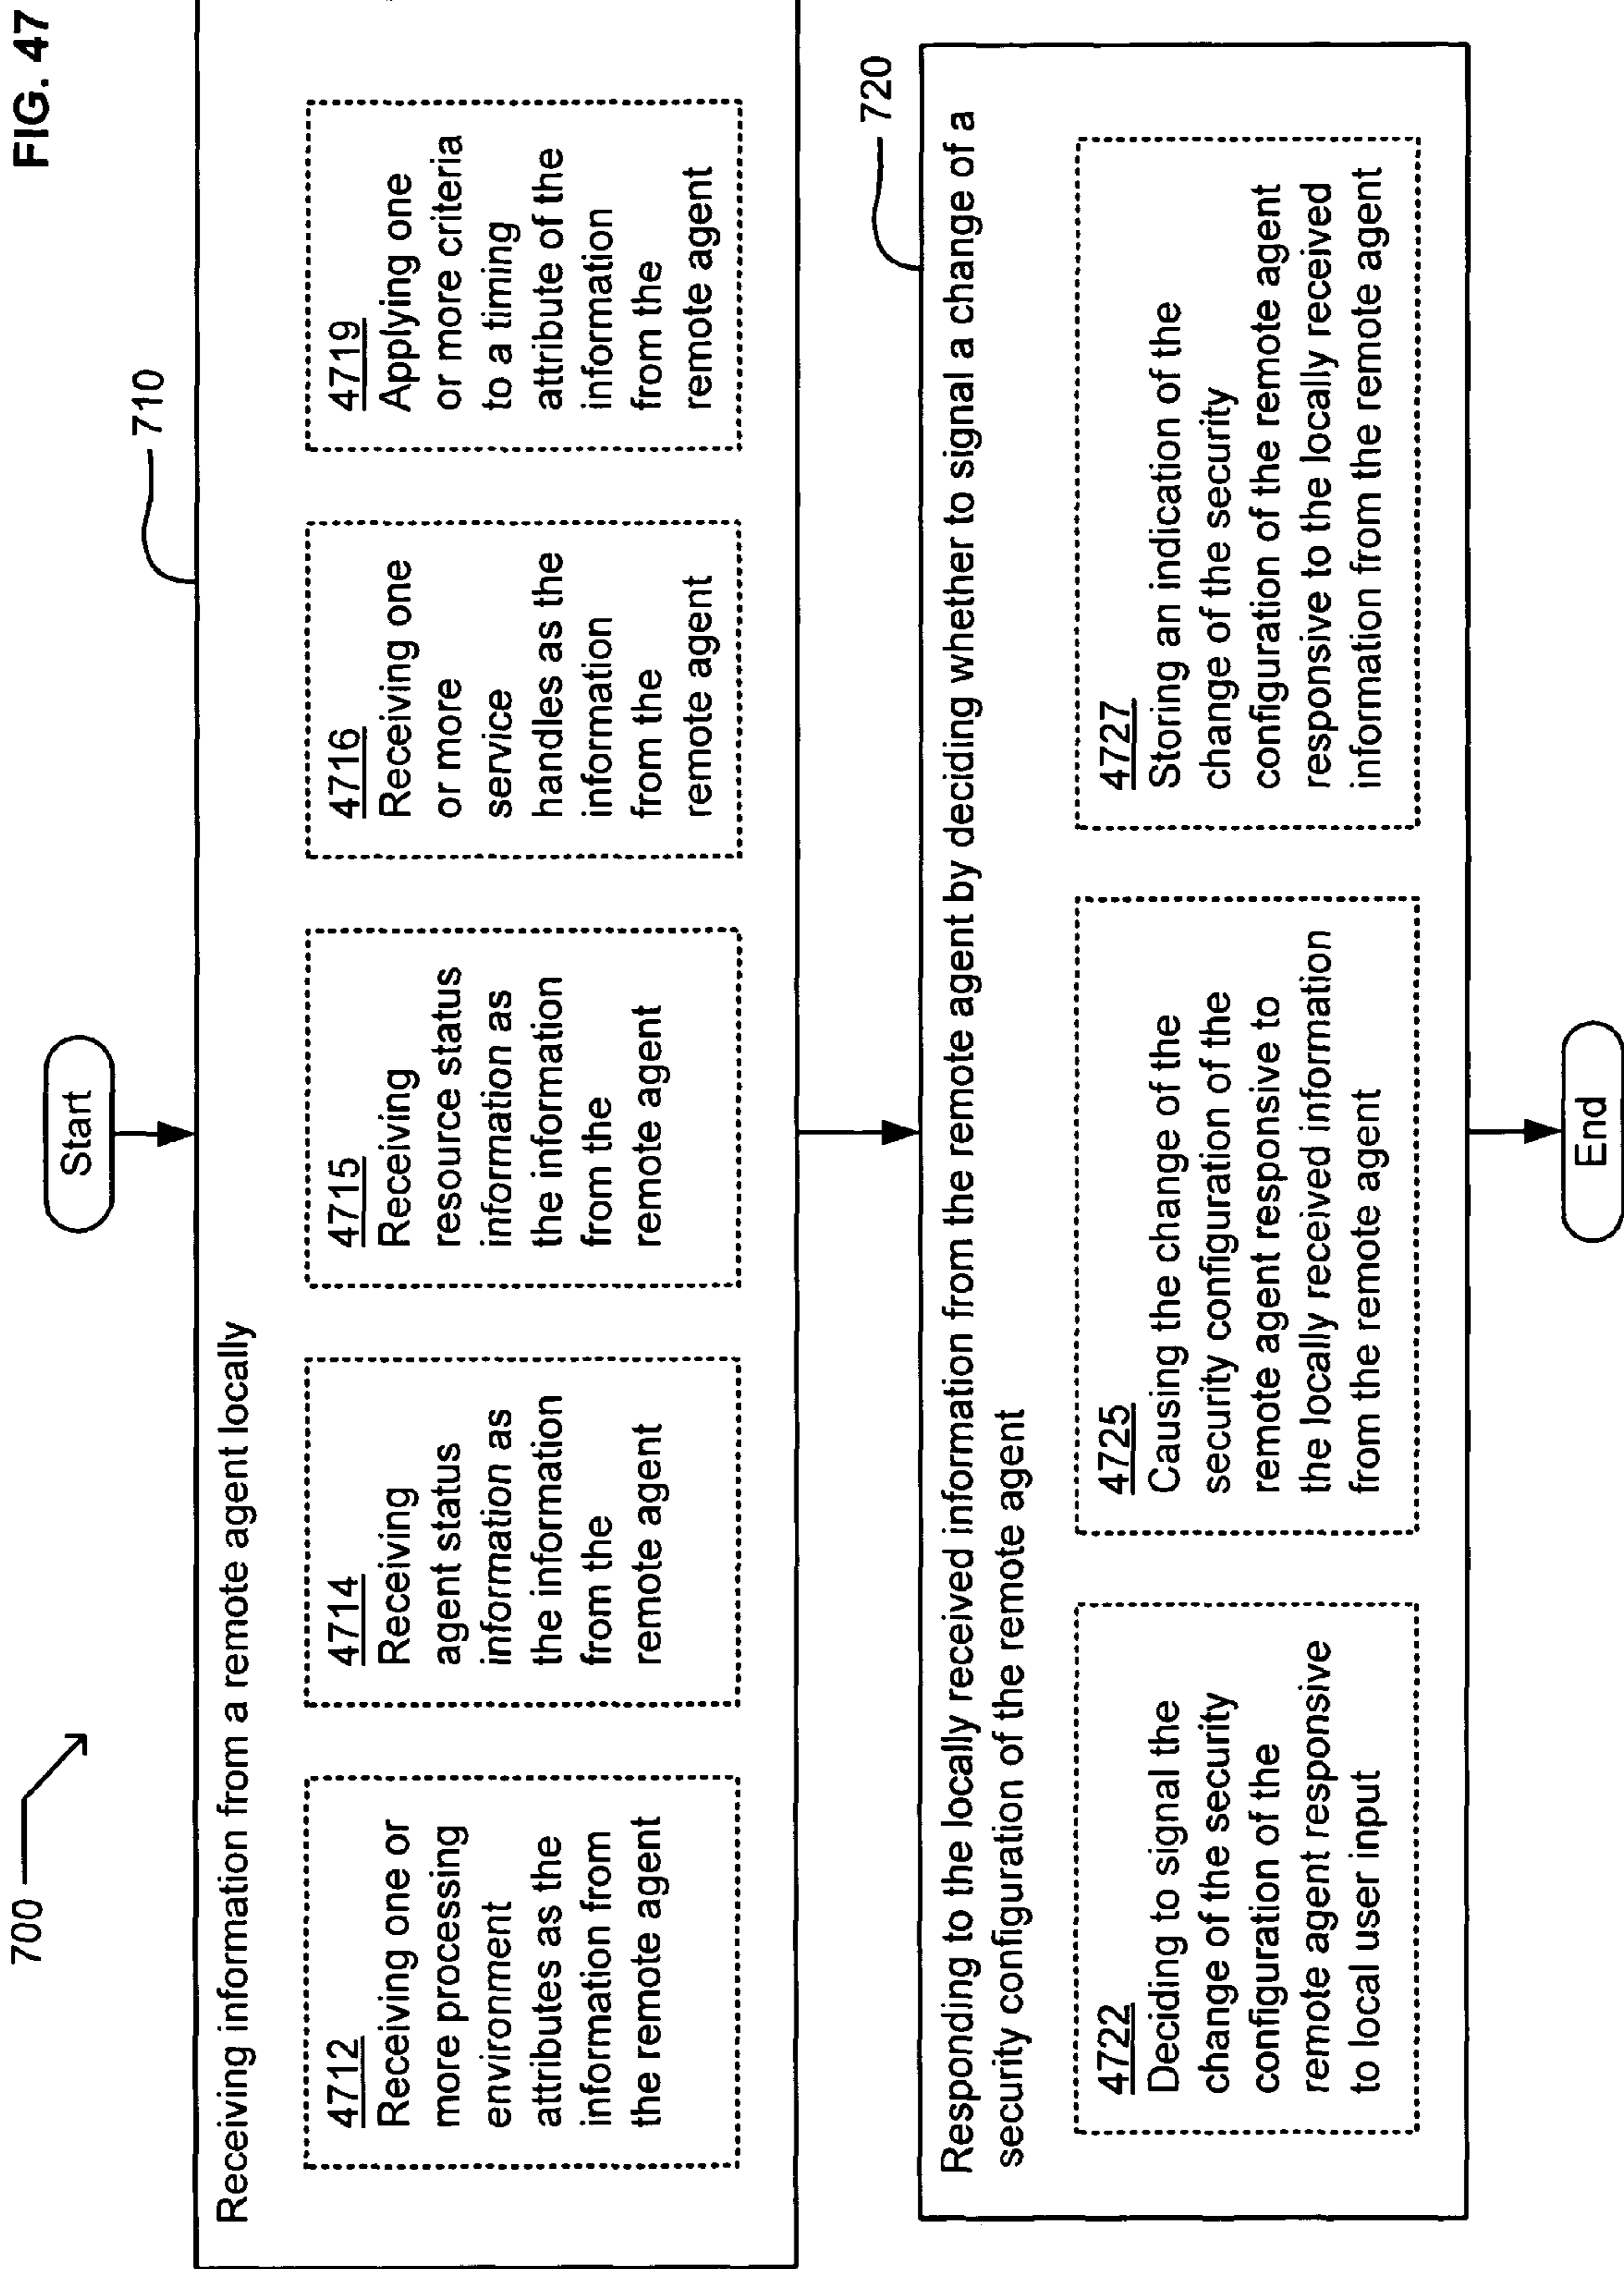 FIG. 47
700
Start
710
Receiving information from a remote agent locally
4712
Receiving one or
more processing
environment
attributes as the
information from
the remote agent
4714
Receiving
agent status
information as
the information
from the
remote agent
4715
Receiving
resource status
information as
the information
from the
remote agent
4716
Receiving one
or more
service
handles as the
information
from the
remote agent
4719
Applying one
or more criteria
to a timing
attribute of the
information
from the
remote agent
720
Responding to the locally received information from the remote agent by deciding whether to signal a change of a
security configuration of the remote agent
4722
Deciding to signal the
change of the security
configuration of the
remote agent responsive
to local user input
4725
Causing the change of the
security configuration of the
remote agent responsive to
the locally received information
from the remote agent
4727
Storing an indication of the
change of the security
configuration of the remote agent
responsive to the locally received
information from the remote agent
End